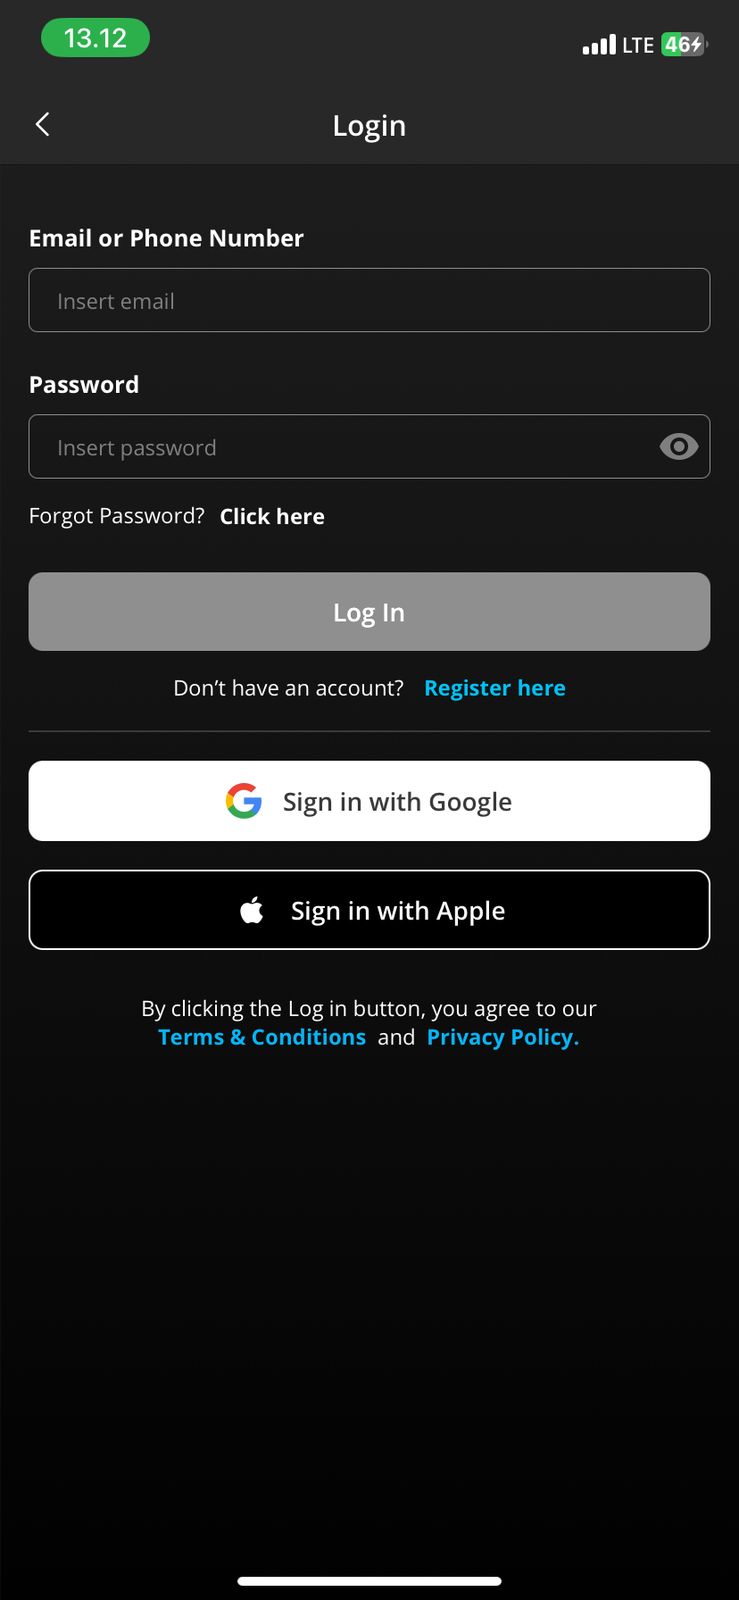 13.12 LTE 46
Login
Email or Phone Number
Insert email
Password
Insert password
Forgot Password? Click here
Log In
Don’t have an account? Register here
Sign in with Google
Sign in with Apple
By clicking the Log in button, you agree to our
Terms & Conditions and Privacy Policy.